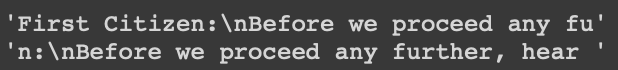 'First Citizen:\nBefore we proceed any fu'
'n:\nBefore we proceed any further, hear '